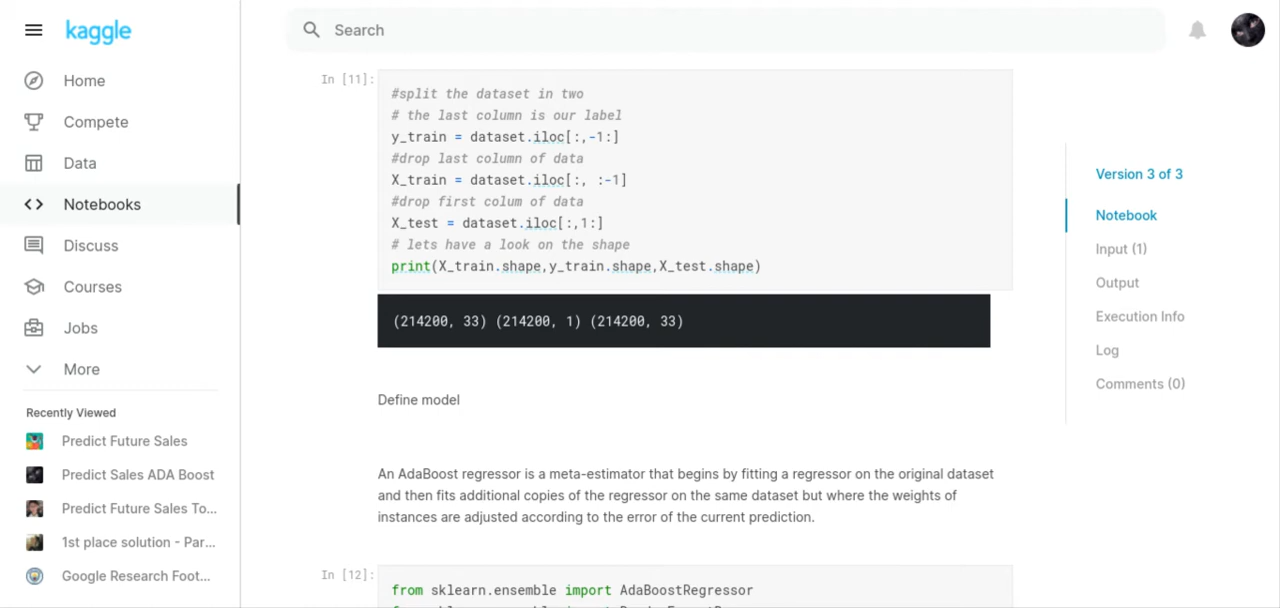 kaggle
Search
Home
Compete
Data
Notebooks
Discuss
Courses
Jobs
More
Recently Viewed
Predict Future Sales
Predict Sales ADA Boost
Predict Future Sales To...
1st place solution - Par...
Google Research Foot...
In [11]:
#split the dataset in two
# the last column is our label
y_train = dataset.iloc[:,-1:]
#drop last column of data
X_train = dataset.iloc[:, :-1]
#drop first colum of data
X_test = dataset.iloc[:,1:]
# lets have a look on the shape
print(X_train.shape,y_train.shape,X_test.shape)
(214200, 33) (214200, 1) (214200, 33)
Define model
An AdaBoost regressor is a meta-estimator that begins by fitting a regressor on the original dataset
and then fits additional copies of the regressor on the same dataset but where the weights of
instances are adjusted according to the error of the current prediction.
In [12]:
from sklearn.ensemble import AdaBoostRegressor
Version 3 of 3
Notebook
Input (1)
Output
Execution Info
Log
Comments (0)